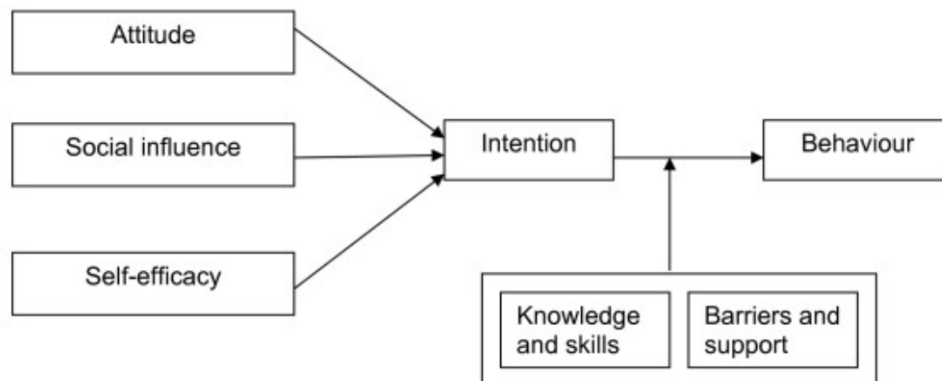 Attitude
Social influence
Self-efficacy
Intention
Behaviour
Knowledge
and skills
Barriers and
support